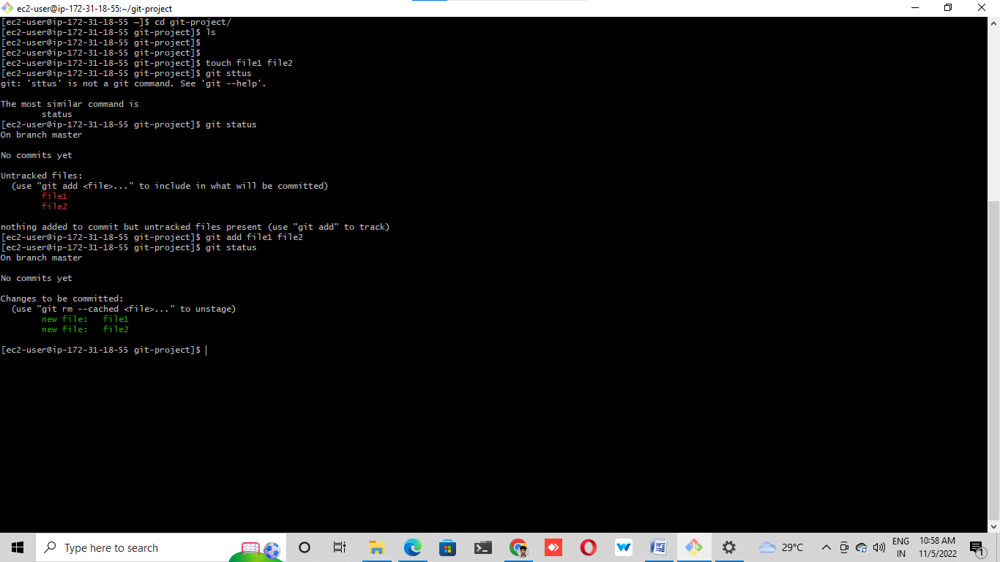 ec2-user@ip-172-31-18-55:~/git-project
[ec2-user@ip-172-31-18-55 ~]$ cd git-project/
[ec2-user@ip-172-31-18-55 git-project]$ ls
[ec2-user@ip-172-31-18-55 git-project]$
[ec2-user@ip-172-31-18-55 git-project]$
[ec2-user@ip-172-31-18-55 git-project]$ touch file1 file2
[ec2-user@ip-172-31-18-55 git-project]$ git sttus
git: 'sttus' is not a git command. See 'git --help'.
The most similar command is
status
[ec2-user@ip-172-31-18-55 git-project]$ git status
On branch master
No commits yet
Untracked files:
(use "git add <file>..." to include in what will be committed)
file1
file2
nothing added to commit but untracked files present (use "git add" to track)
[ec2-user@ip-172-31-18-55 git-project]$ git add file1 file2
[ec2-user@ip-172-31-18-55 git-project]$ git status
On branch master
No commits yet
Changes to be committed:
(use "git rm --cached <file>..." to unstage)
new file:   file1
new file:   file2
[ec2-user@ip-172-31-18-55 git-project]$
Type here to search
29°C
ENG
IN
10:58 AM
11/5/2022
1